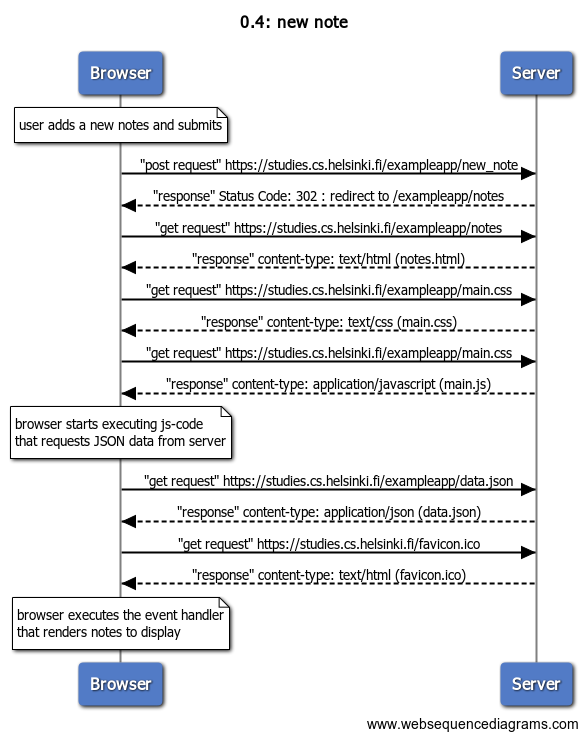 0.4: new note
Browser
Server
user adds a new notes and submits
"post request" https://studies.cs.helsinki.fi/exampleapp/new_note
"response" Status Code: 302 : redirect to /exampleapp/notes
"get request" https://studies.cs.helsinki.fi/exampleapp/notes
"response" content-type: text/html (notes.html)
"get request" https://studies.cs.helsinki.fi/exampleapp/main.css
"response" content-type: text/css (main.css)
"get request" https://studies.cs.helsinki.fi/exampleapp/main.css
"response" content-type: application/javascript (main.js)
browser starts executing js-code
that requests JSON data from server
"get request" https://studies.cs.helsinki.fi/exampleapp/data.json
"response" content-type: application/json (data.json)
"get request" https://studies.cs.helsinki.fi/favicon.ico
"response" content-type: text/html (favicon.ico)
browser executes the event handler
that renders notes to display
Browser
Server
www.websequencediagrams.com